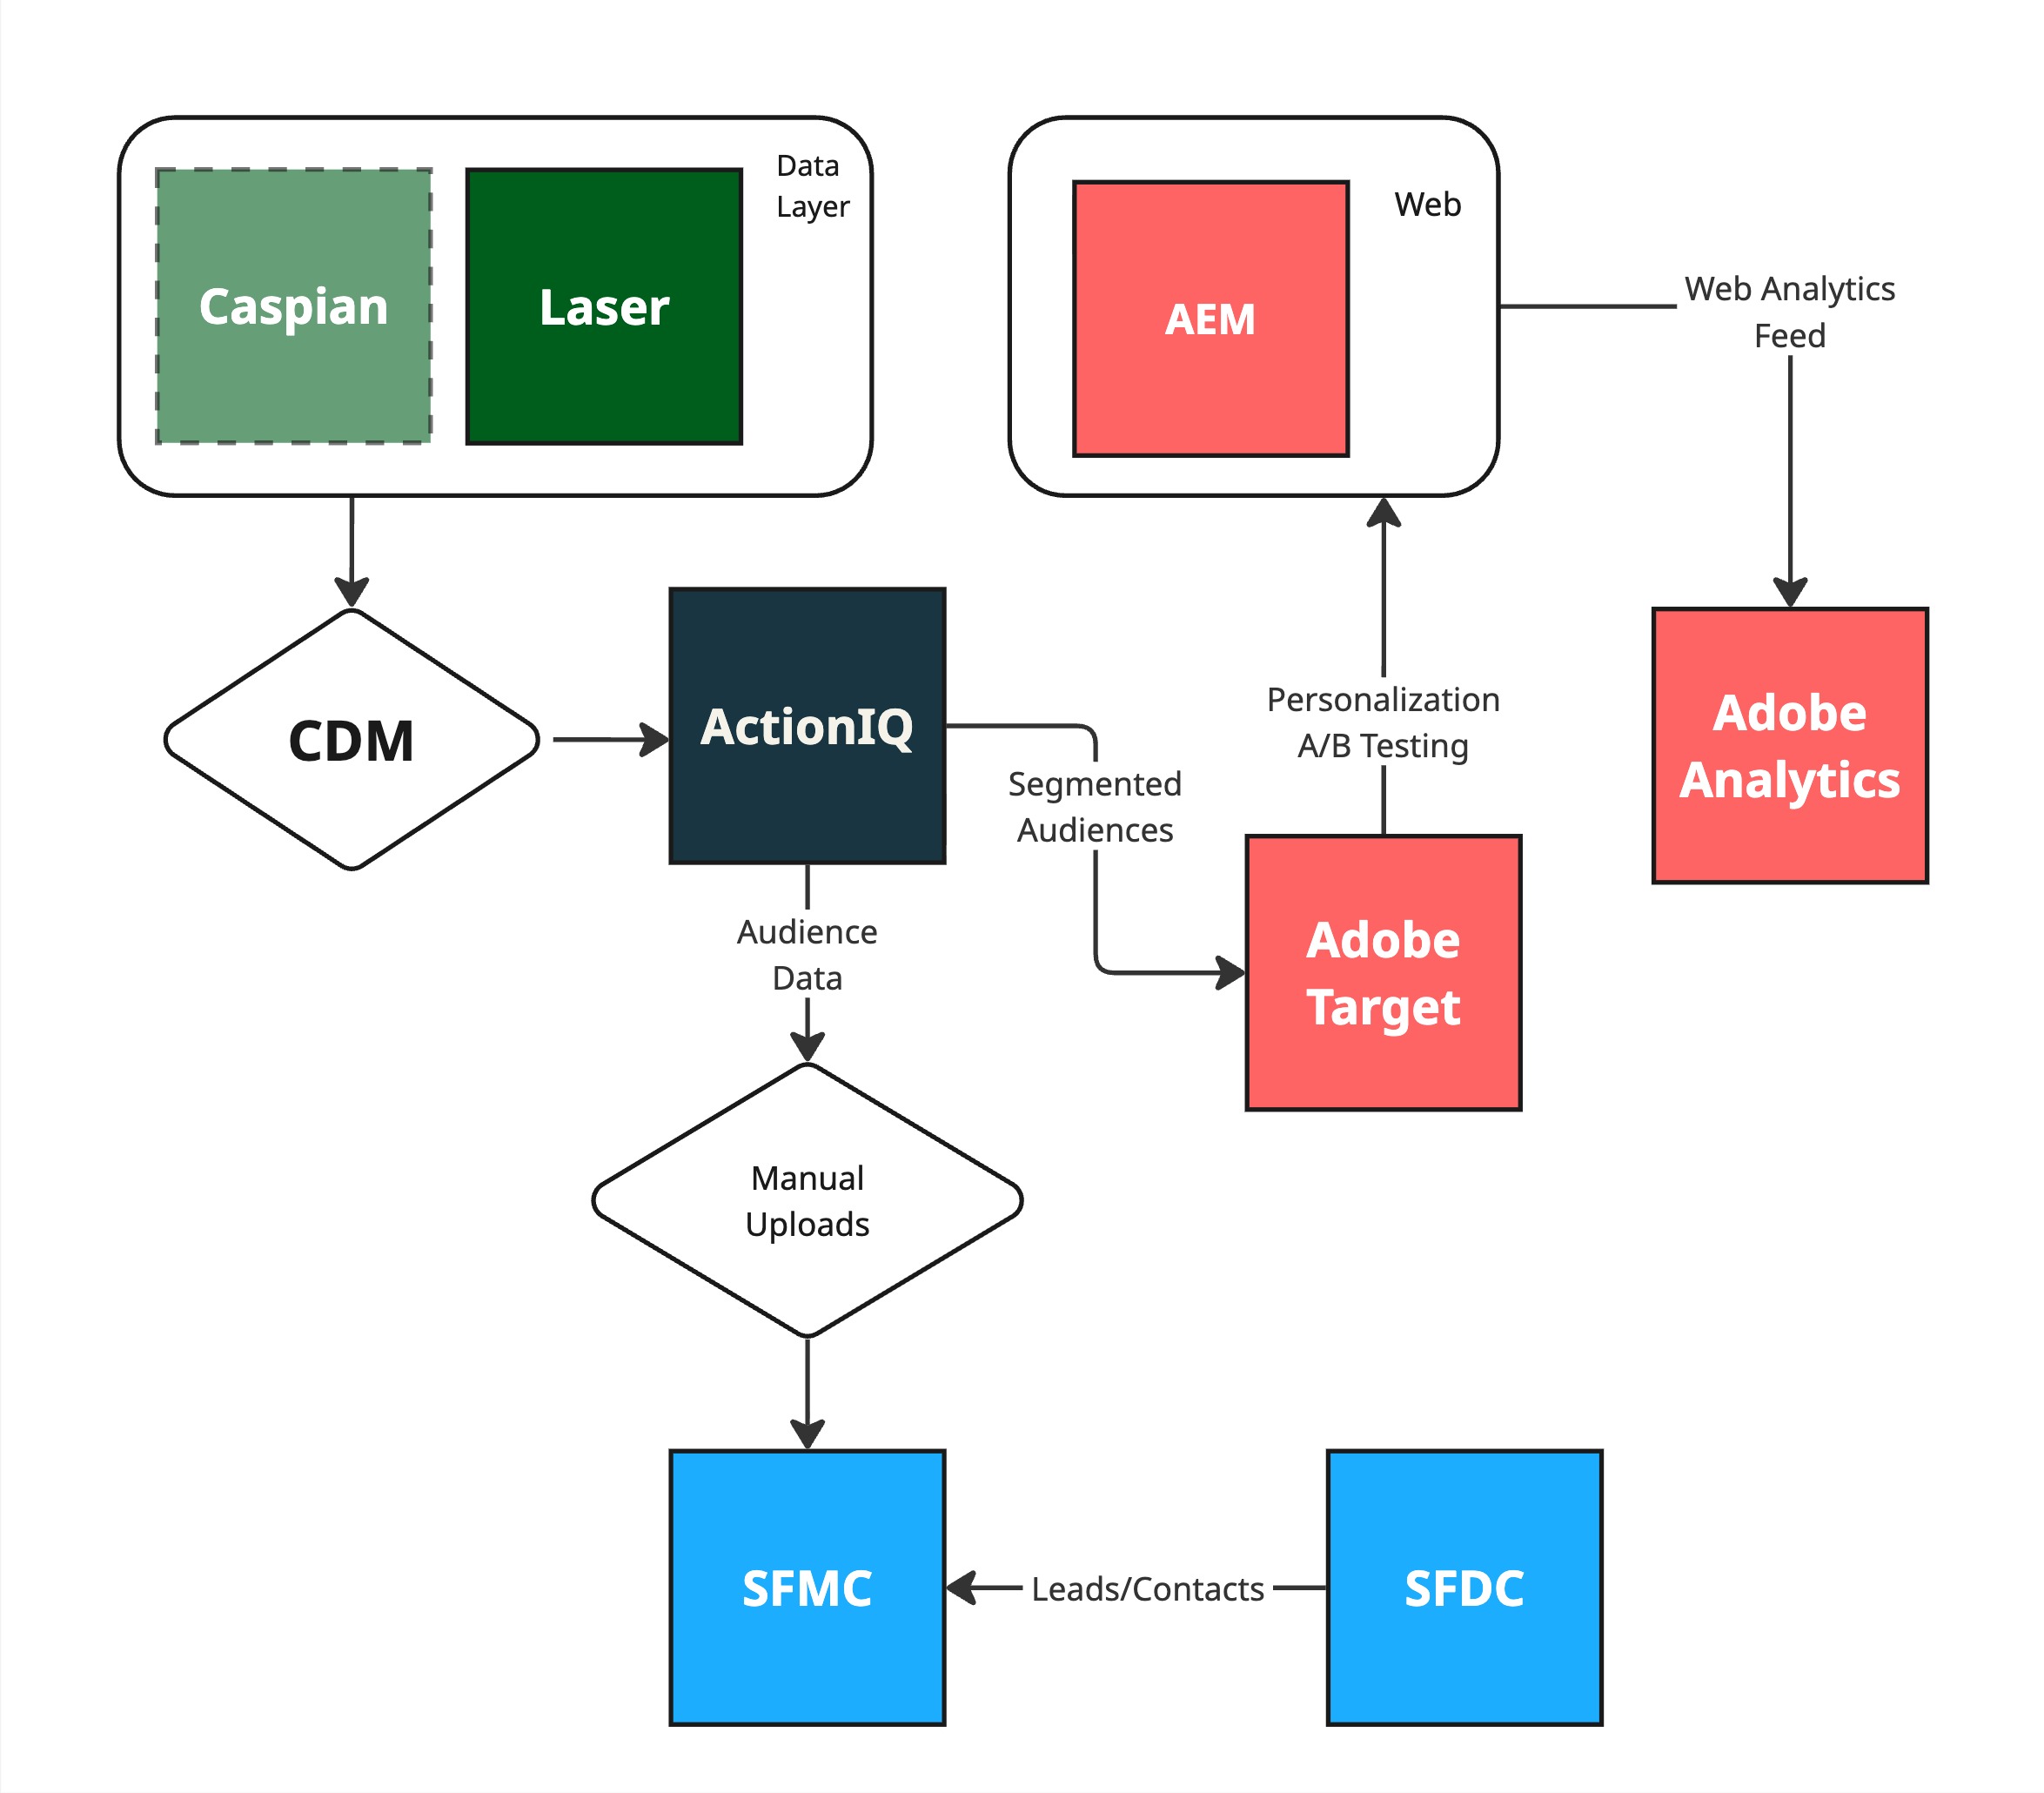 Data
Layer
Caspian
Laser
Web
AEM
Web Analytics
Feed
CDM
ActionIQ
Segmented
Audiences
Personalization
A/B Testing
Adobe
Analytics
Audience
Data
Adobe
Target
Manual
Uploads
SFMC
Leads/Contacts
SFDC